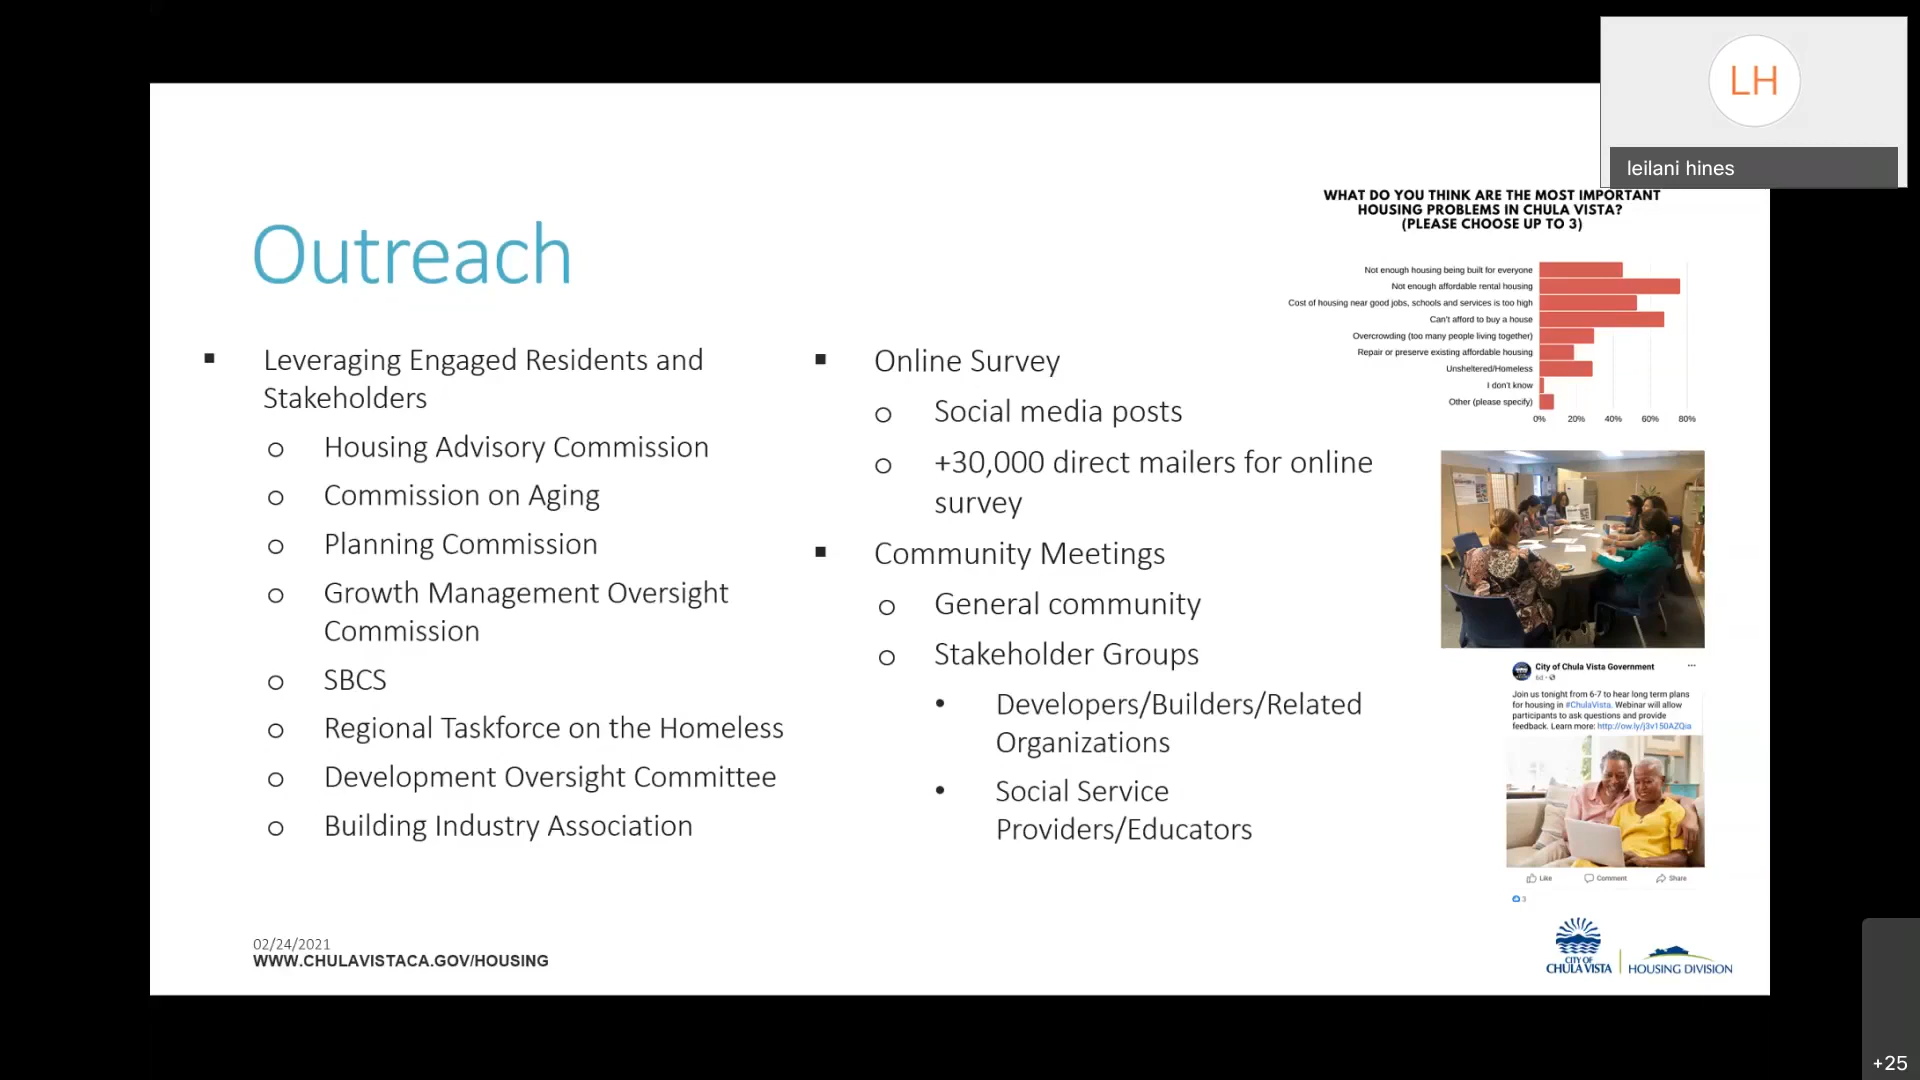 LH
leilani hines
WHAT DO YOU THINK ARE THE MOST IMPORTANT
HOUSING PROBLEMS IN CHULA VISTA?
(PLEASE CHOOSE UP TO 3)
Not enough housing being built for everyone
Not enough affordable rental housing
Cost of housing near good jobs, schools and services is too high
Can't afford to buy a house
Overcrowding (too many people living together)
Repair or preserve existing affordable housing
Unsheltered/Homeless
I don't know
Other (please specify)
0% 20% 40% 60% 80%
Outreach
Leveraging Engaged Residents and
Stakeholders
Housing Advisory Commission
Commission on Aging
Planning Commission
Growth Management Oversight
Commission
SBCS
Regional Taskforce on the Homeless
Development Oversight Committee
Building Industry Association
Online Survey
Social media posts
+30,000 direct mailers for online
survey
Community Meetings
General community
Stakeholder Groups
Developers/Builders/Related
Organizations
Social Service
Providers/Educators
City of Chula Vista Government
6d
Join us tonight from 6-7 to hear long term plans
for housing in #ChulaVista. Webinar will allow
participants to ask questions and provide
feedback. Learn more: http://ow.ly/j3v150AZQia
Like Comment Share
3
02/24/2021
WWW.CHULAVISTACA.GOV/HOUSING
CITY OF
CHULA VISTA
HOUSING DIVISION
+25